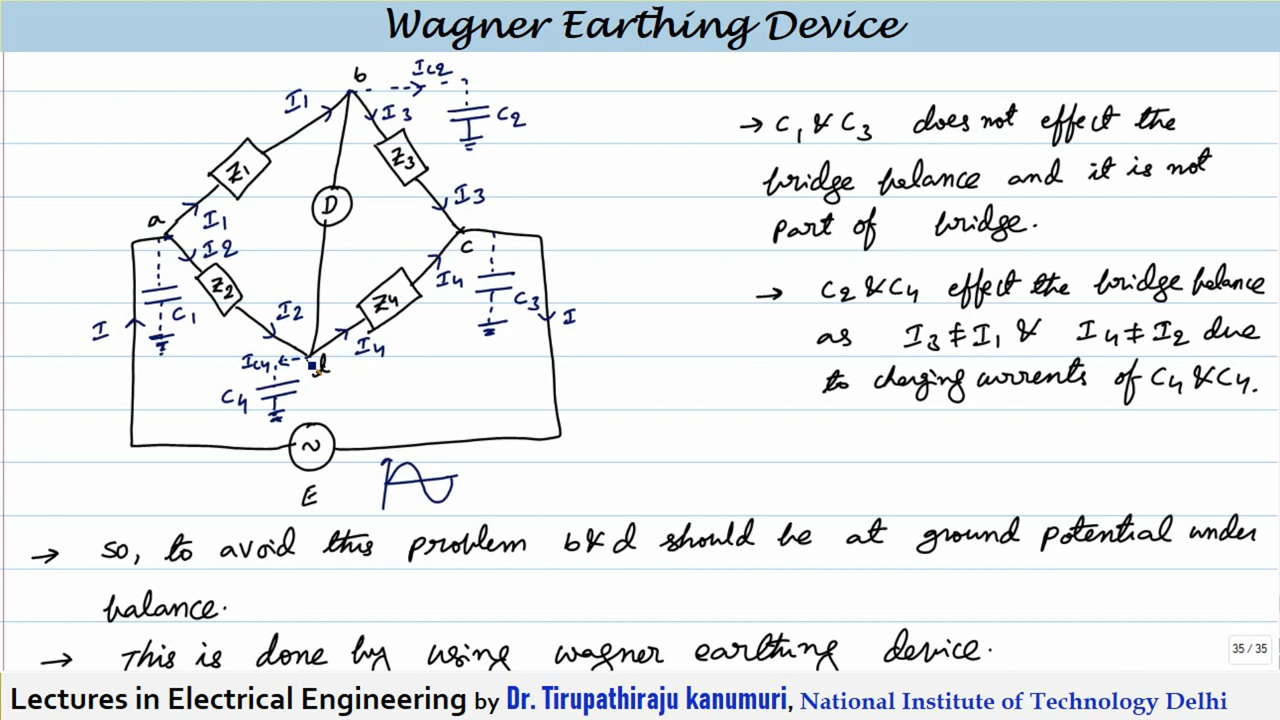 Wagner Earthing Device
b
Ic2
I1
I3
C2
Z1
Z3
D
I3
a
I1
I2
c
Z2
I4
Z4
C3
I
C1
I2
I4
I
Ic4
d
C4
E
→ C1 & C3 does not effect the
bridge balance and it is not
part of bridge.
→ C2 & C4 effect the bridge balance
as I3 ≠ I1 & I4 ≠ I2 due
to charging currents of C4 & C4.
→ so, to avoid this problem b & d should be at ground potential under
balance.
→ This is done by using wagner earthing device.
35 / 35
Lectures in Electrical Engineering by Dr. Tirupathiraju kanumuri, National Institute of Technology Delhi